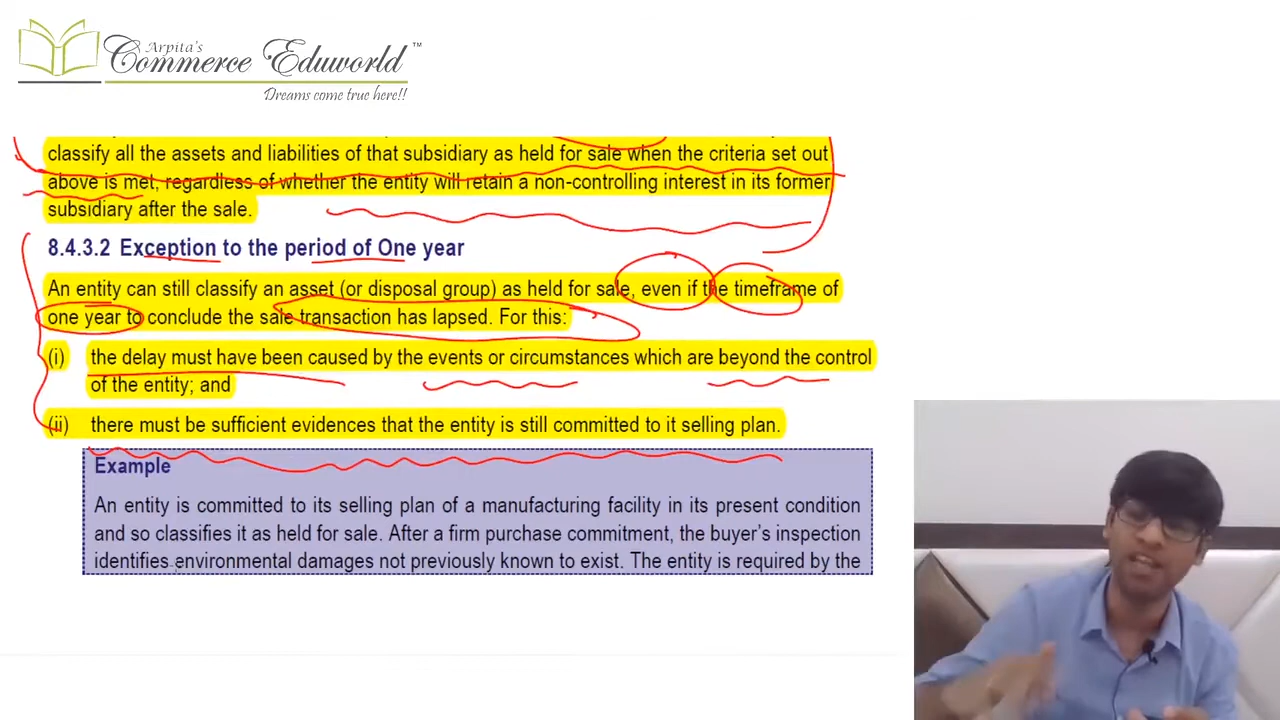 Arpita's
Commerce Eduworld™
Dreams come true here!!
classify all the assets and liabilities of that subsidiary as held for sale when the criteria set out
above is met, regardless of whether the entity will retain a non-controlling interest in its former
subsidiary after the sale.
8.4.3.2 Exception to the period of One year
An entity can still classify an asset (or disposal group) as held for sale, even if the timeframe of
one year to conclude the sale transaction has lapsed. For this:
(i) the delay must have been caused by the events or circumstances which are beyond the control
of the entity; and
(ii) there must be sufficient evidences that the entity is still committed to it selling plan.
Example
An entity is committed to its selling plan of a manufacturing facility in its present condition
and so classifies it as held for sale. After a firm purchase commitment, the buyer's inspection
identifies environmental damages not previously known to exist. The entity is required by the